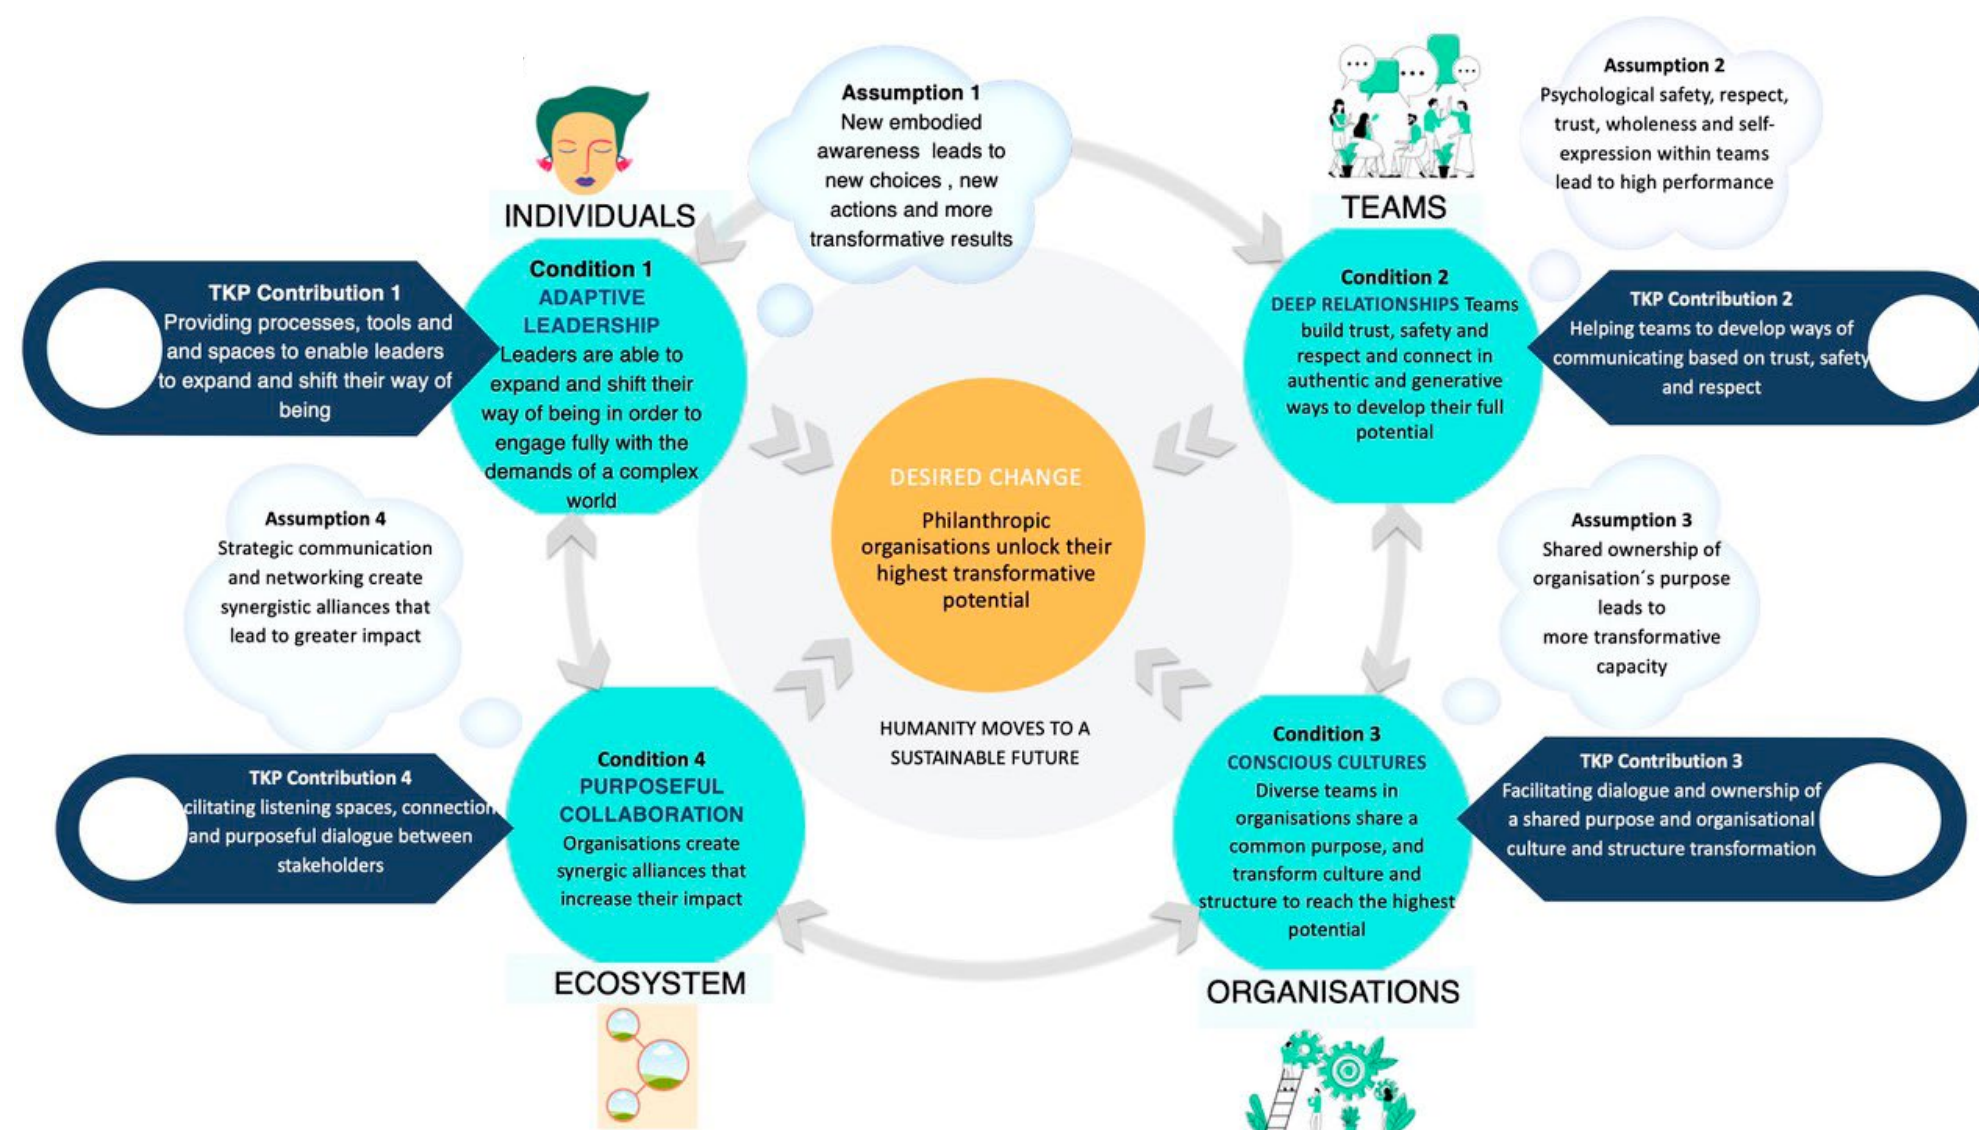 INDIVIDUALS
Assumption 1
New embodied
awareness leads to
new choices , new
actions and more
transformative results
TEAMS
Assumption 2
Psychological safety, respect,
trust, wholeness and self-
expression within teams
lead to high performance
TKP Contribution 1
Providing processes, tools and
and spaces to enable leaders
to expand and shift their way of
being
Condition 1
ADAPTIVE
LEADERSHIP
Leaders are able to
expand and shift their
way of being in order to
engage fully with the
demands of a complex
world
Condition 2
DEEP RELATIONSHIPS Teams
build trust, safety and
respect and connect in
authentic and generative
ways to develop their full
potential
TKP Contribution 2
Helping teams to develop ways of
communicating based on trust, safety
and respect
DESIRED CHANGE
Philanthropic
organisations unlock their
highest transformative
potential
HUMANITY MOVES TO A
SUSTAINABLE FUTURE
Assumption 4
Strategic communication
and networking create
synergistic alliances that
lead to greater impact
Assumption 3
Shared ownership of
organisation´s purpose
leads to
more transformative
capacity
TKP Contribution 4
cilitating listening spaces, connection
and purposeful dialogue between
stakeholders
Condition 4
PURPOSEFUL
COLLABORATION
Organisations create
synergic alliances that
increase their impact
ECOSYSTEM
Condition 3
CONSCIOUS CULTURES
Diverse teams in
organisations share a
common purpose, and
transform culture and
structure to reach the highest
potential
ORGANISATIONS
TKP Contribution 3
Facilitating dialogue and ownership of
a shared purpose and organisational
culture and structure transformation